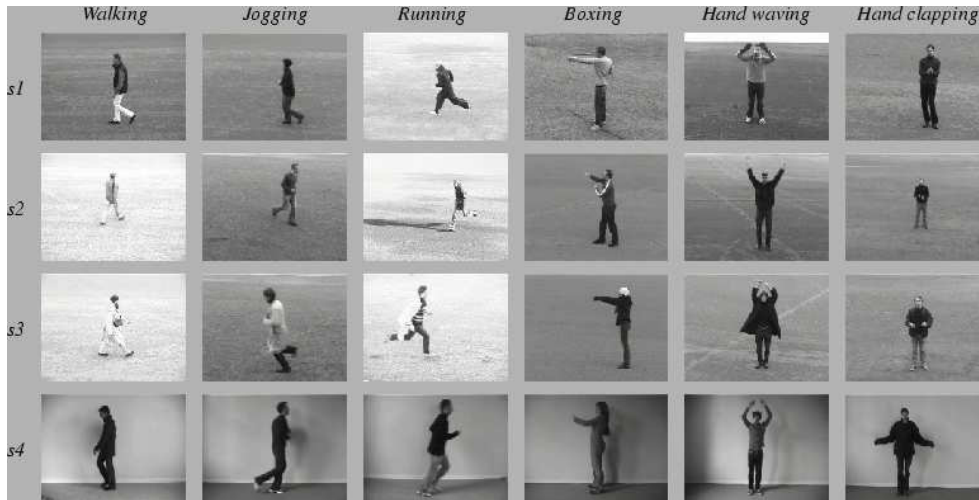 Walking Jogging Running Boxing Hand waving Hand clapping
s1
s2
s3
s4